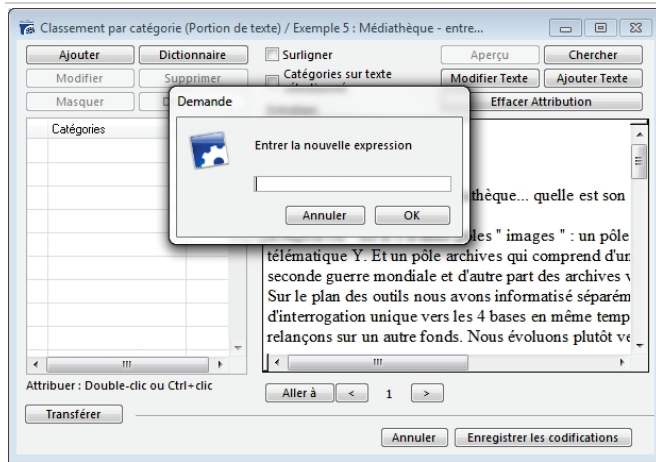 Classement par catégorie (Portion de texte) / Exemple 5 : Médiathèque - entre...
Ajouter Dictionnaire Surligner Aperçu Chercher
Modifier Supprimer Catégories sur texte Modifier Texte Ajouter Texte
Masquer Effacer Attribution
Demande
Entrer la nouvelle expression
Annuler OK
Catégories
thèque... quelle est son
les " images " : un pôle
télématique Y. Et un pôle archives qui comprend d'un
seconde guerre mondiale et d'autre part des archives v
Sur le plan des outils nous avons informatisé séparém
d'interrogation unique vers les 4 bases en même temp
relançons sur un autre fonds. Nous évoluons plutôt ve
Attribuer : Double-clic ou Ctrl+clic
Aller à < 1 >
Transférer
Annuler Enregistrer les codifications